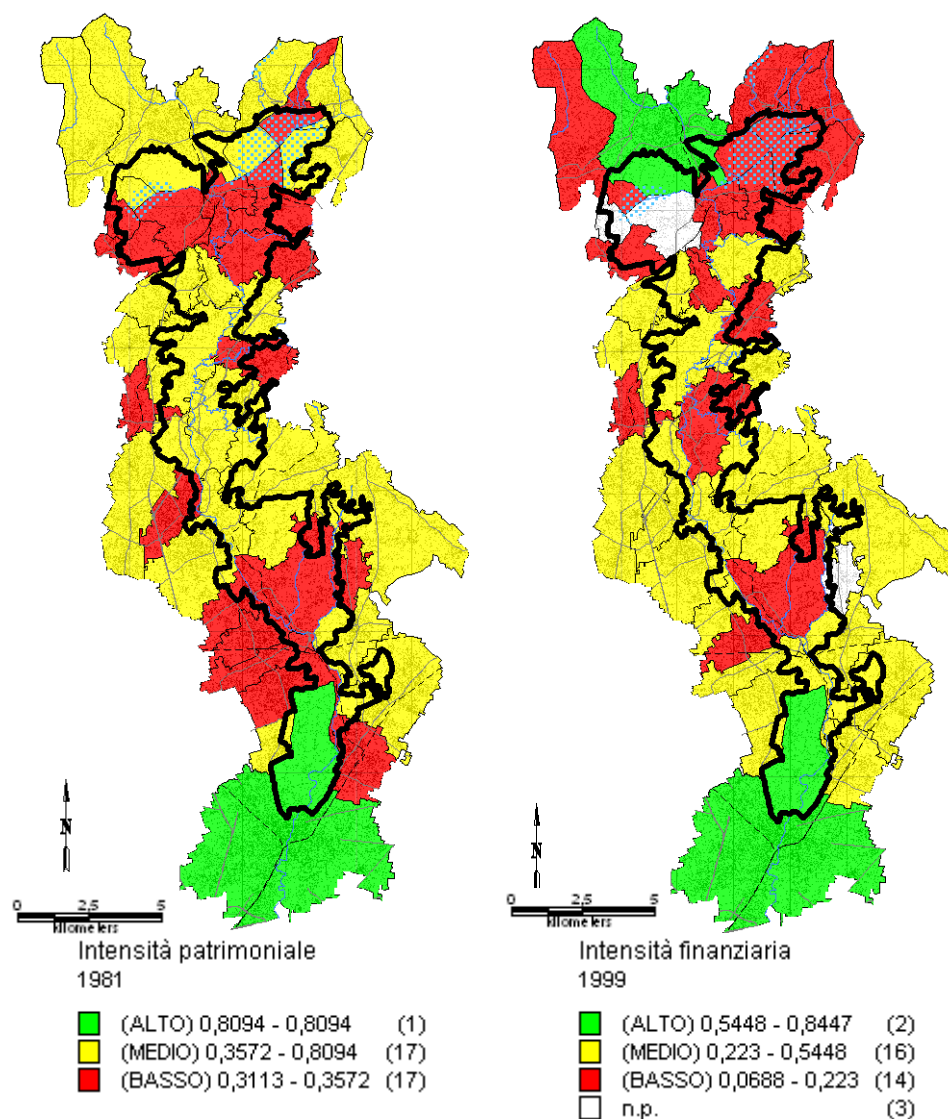 N
0 2,5 5
kilometers
Intensità patrimoniale
1981
(ALTO) 0,8094 - 0,8094 (1)
(MEDIO) 0,3572 - 0,8094 (17)
(BASSO) 0,3113 - 0,3572 (17)
N
0 2,5 5
kilometers
Intensità finanziaria
1999
(ALTO) 0,5448 - 0,8447 (2)
(MEDIO) 0,223 - 0,5448 (16)
(BASSO) 0,0688 - 0,223 (14)
n.p. (3)